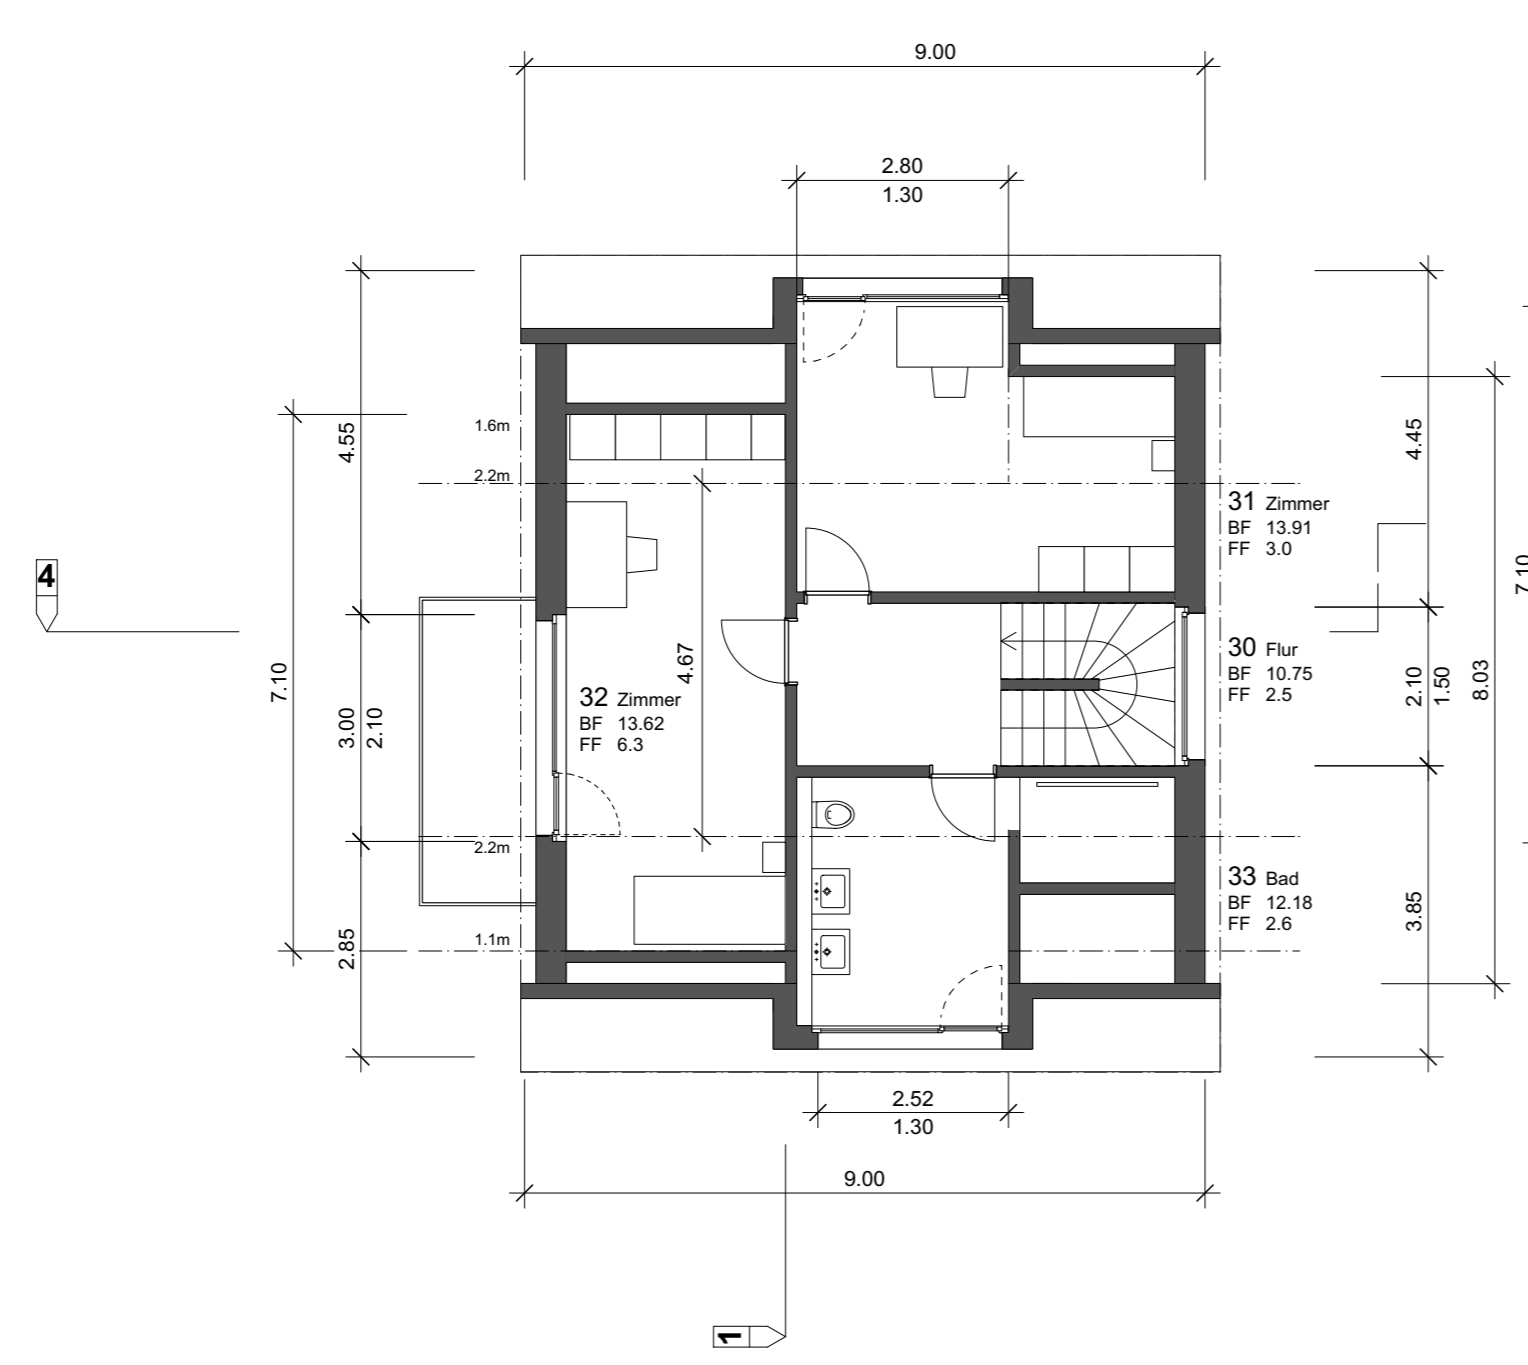 9.00
2.80
1.30
1.6m
2.2m
4.55
4.45
31 Zimmer
BF 13.91
FF 3.0
4
7.10
7.10
4.67
30 Flur
BF 10.75
FF 2.5
2.10
1.50
8.03
32 Zimmer
BF 13.62
FF 6.3
3.00
2.10
2.2m
33 Bad
BF 12.18
FF 2.6
3.85
1.1m
2.85
2.52
1.30
9.00
1